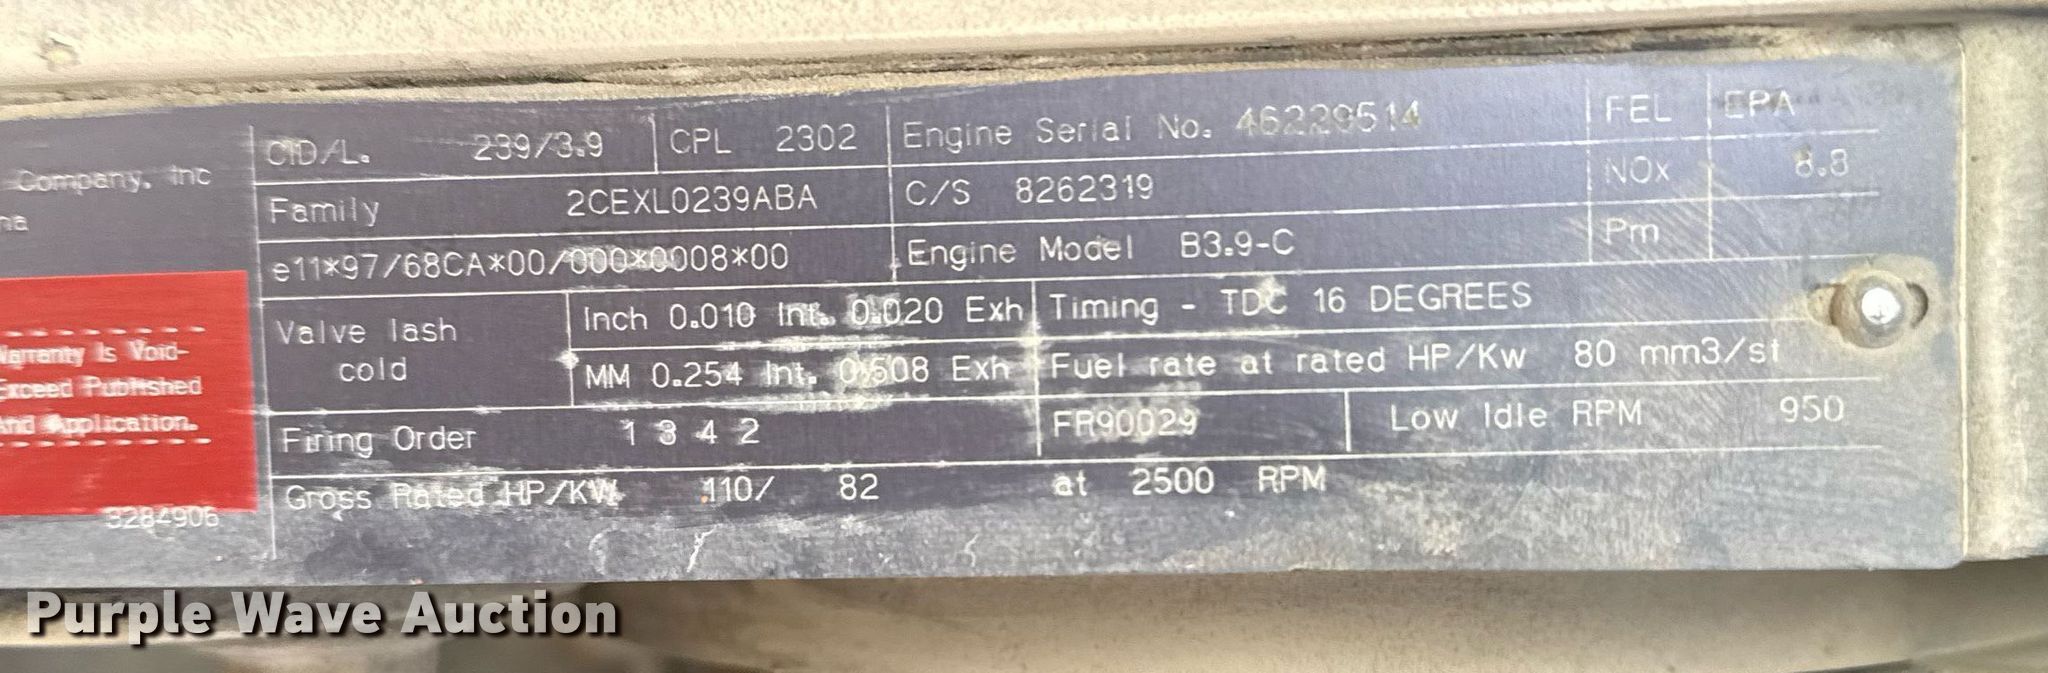 Company, Inc
na
Warranty Is Void-
Exceed Published
And Application.
3284906
CID/L. 239/3.9 CPL 2302 Engine Serial No. 46229514 FEL EPA
Family 2CEXL0239ABA C/S 8262319 NOx 8.8
e11*97/68CA*00/000*0008*00 Engine Model B3.9-C Pm
Valve lash cold Inch 0.010 Int. 0.020 Exh Timing - TDC 16 DEGREES
MM 0.254 Int. 0.508 Exh Fuel rate at rated HP/Kw 80 mm3/st
Firing Order 1 3 4 2 FR90029 Low Idle RPM 950
Gross Rated HP/KW 110/ 82 at 2500 RPM
Purple Wave Auction